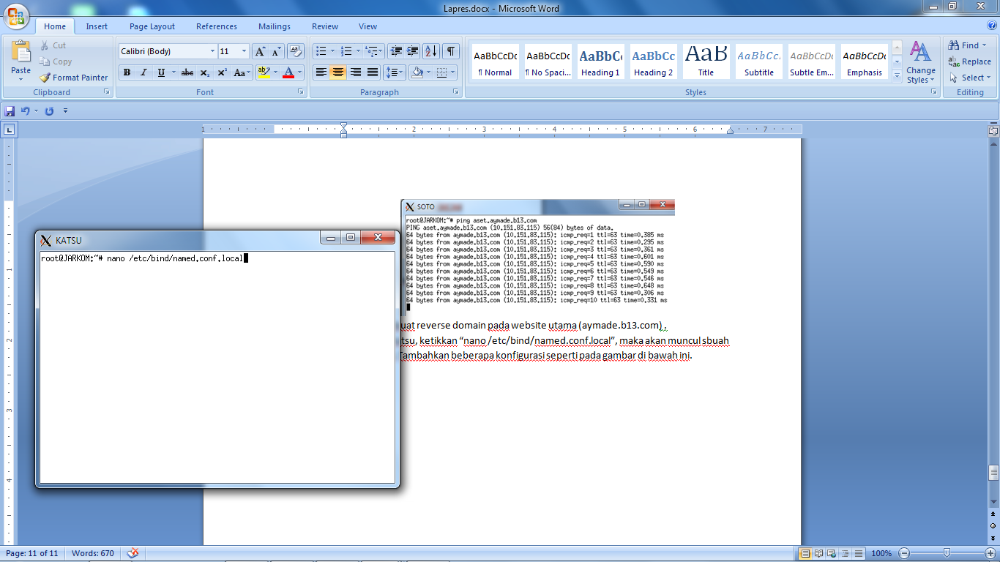 Lapres.docx - Microsoft Word
Home Insert Page Layout References Mailings Review View
Paste
Cut
Copy
Format Painter
Clipboard
Calibri (Body) 11
B I U abc x₂ x² Aa
Font
Paragraph
AaBbCcDc AaBbCcDc AaBbCc AaBbCc AaB AaBbCc. AaBbCcDc AaBbCcDc
¶ Normal ¶ No Spaci... Heading 1 Heading 2 Title Subtitle Subtle Em... Emphasis
Change Styles
Styles
Find
Replace
Select
Editing
1 2 3 4 5 6 7
SOTO
root@JARKOM:~# ping aset.aymade.b13.com
PING aset.aymade.b13.com (10.151.83.115) 56(84) bytes of data.
64 bytes from aymade.b13.com (10.151.83.115): icmp_req=1 ttl=63 time=0.385 ms
64 bytes from aymade.b13.com (10.151.83.115): icmp_req=2 ttl=63 time=0.295 ms
64 bytes from aymade.b13.com (10.151.83.115): icmp_req=3 ttl=63 time=0.361 ms
64 bytes from aymade.b13.com (10.151.83.115): icmp_req=4 ttl=63 time=0.601 ms
64 bytes from aymade.b13.com (10.151.83.115): icmp_req=5 ttl=63 time=0.590 ms
64 bytes from aymade.b13.com (10.151.83.115): icmp_req=6 ttl=63 time=0.549 ms
64 bytes from aymade.b13.com (10.151.83.115): icmp_req=7 ttl=63 time=0.546 ms
64 bytes from aymade.b13.com (10.151.83.115): icmp_req=8 ttl=63 time=0.648 ms
64 bytes from aymade.b13.com (10.151.83.115): icmp_req=9 ttl=63 time=0.306 ms
64 bytes from aymade.b13.com (10.151.83.115): icmp_req=10 ttl=63 time=0.331 ms
KATSU
root@JARKOM:~# nano /etc/bind/named.conf.local
uat reverse domain pada website utama (aymade.b13.com) .
tsu, ketikkan “nano /etc/bind/named.conf.local”, maka akan muncul sbuah
Tambahkan beberapa konfigurasi seperti pada gambar di bawah ini.
1
2
3
4
Page: 11 of 11 Words: 670 100%